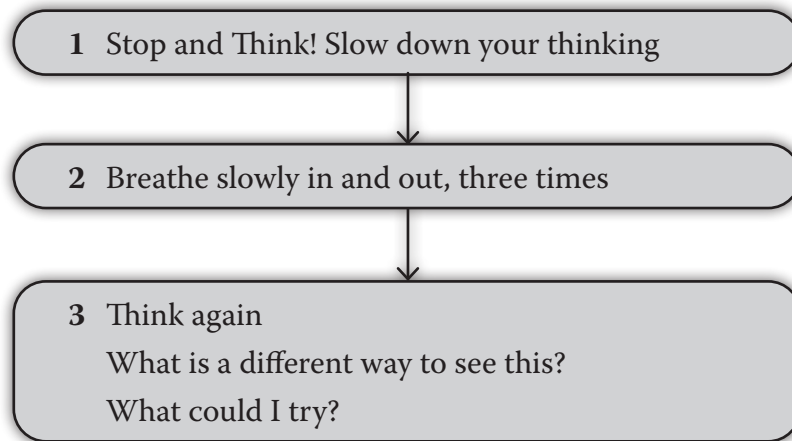 1 Stop and Think! Slow down your thinking
2 Breathe slowly in and out, three times
3 Think again
What is a different way to see this?
What could I try?